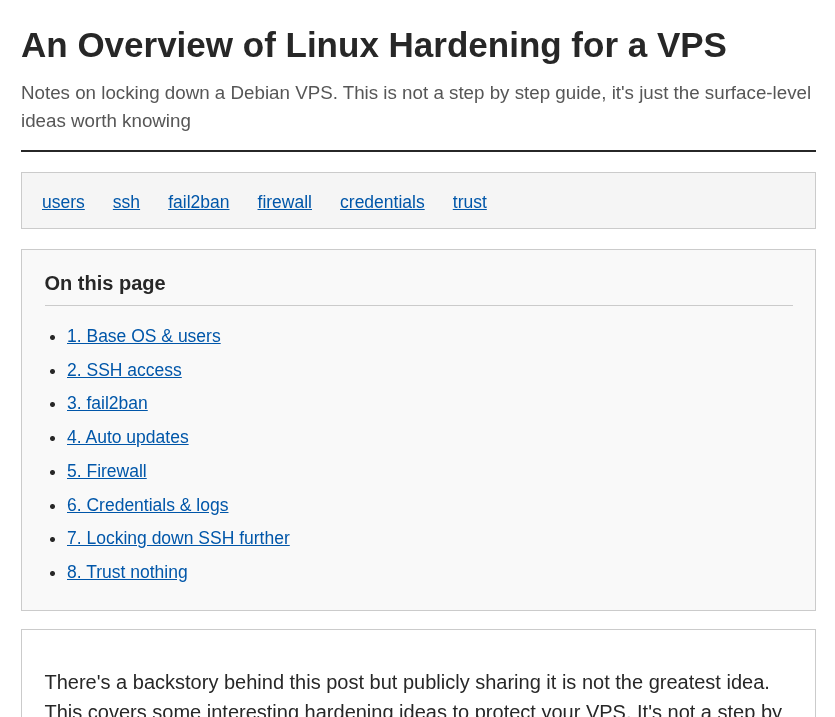 An Overview of Linux Hardening for a VPS
Notes on locking down a Debian VPS. This is not a step by step guide, it's just the surface-level
ideas worth knowing
users ssh fail2ban firewall credentials trust
On this page
1. Base OS & users
2. SSH access
3. fail2ban
4. Auto updates
5. Firewall
6. Credentials & logs
7. Locking down SSH further
8. Trust nothing
There's a backstory behind this post but publicly sharing it is not the greatest idea.
This covers some interesting hardening ideas to protect your VPS. It's not a step by